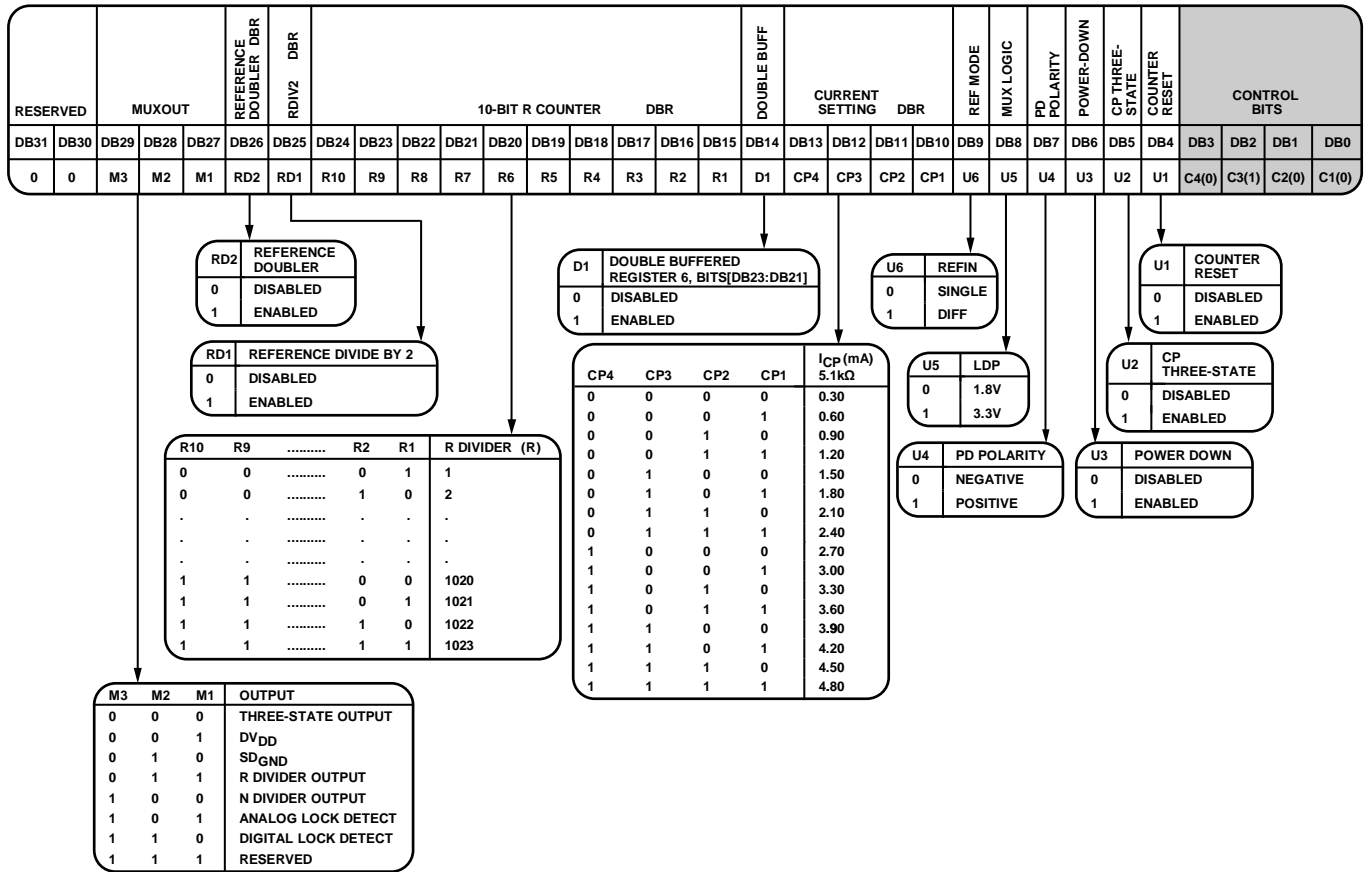 RESERVED MUXOUT REFERENCE DOUBLER DBR RDIV2 DBR 10-BIT R COUNTER DBR DOUBLE BUFF CURRENT SETTING DBR REF MODE MUX LOGIC PD POLARITY POWER-DOWN CP THREE-STATE COUNTER RESET CONTROL BITS
DB31 DB30 DB29 DB28 DB27 DB26 DB25 DB24 DB23 DB22 DB21 DB20 DB19 DB18 DB17 DB16 DB15 DB14 DB13 DB12 DB11 DB10 DB9 DB8 DB7 DB6 DB5 DB4 DB3 DB2 DB1 DB0
0 0 M3 M2 M1 RD2 RD1 R10 R9 R8 R7 R6 R5 R4 R3 R2 R1 D1 CP4 CP3 CP2 CP1 U6 U5 U4 U3 U2 U1 C4(0) C3(1) C2(0) C1(0)
RD2 REFERENCE DOUBLER
0 DISABLED
1 ENABLED
RD1 REFERENCE DIVIDE BY 2
0 DISABLED
1 ENABLED
R10 R9 .......... R2 R1 R DIVIDER (R)
0 0 .......... 0 1 1
0 0 .......... 1 0 2
. . .......... . . .
. . .......... . . .
. . .......... . . .
1 1 .......... 0 0 1020
1 1 .......... 0 1 1021
1 1 .......... 1 0 1022
1 1 .......... 1 1 1023
M3 M2 M1 OUTPUT
0 0 0 THREE-STATE OUTPUT
0 0 1 DVDD
0 1 0 SDGND
0 1 1 R DIVIDER OUTPUT
1 0 0 N DIVIDER OUTPUT
1 0 1 ANALOG LOCK DETECT
1 1 0 DIGITAL LOCK DETECT
1 1 1 RESERVED
D1 DOUBLE BUFFERED
REGISTER 6, BITS[DB23:DB21]
0 DISABLED
1 ENABLED
CP4 CP3 CP2 CP1 ICP (mA) 5.1kΩ
0 0 0 0 0.30
0 0 0 1 0.60
0 0 1 0 0.90
0 0 1 1 1.20
0 1 0 0 1.50
0 1 0 1 1.80
0 1 1 0 2.10
0 1 1 1 2.40
1 0 0 0 2.70
1 0 0 1 3.00
1 0 1 0 3.30
1 0 1 1 3.60
1 1 0 0 3.90
1 1 0 1 4.20
1 1 1 0 4.50
1 1 1 1 4.80
U6 REFIN
0 SINGLE
1 DIFF
U5 LDP
0 1.8V
1 3.3V
U4 PD POLARITY
0 NEGATIVE
1 POSITIVE
U3 POWER DOWN
0 DISABLED
1 ENABLED
U2 CP THREE-STATE
0 DISABLED
1 ENABLED
U1 COUNTER RESET
0 DISABLED
1 ENABLED